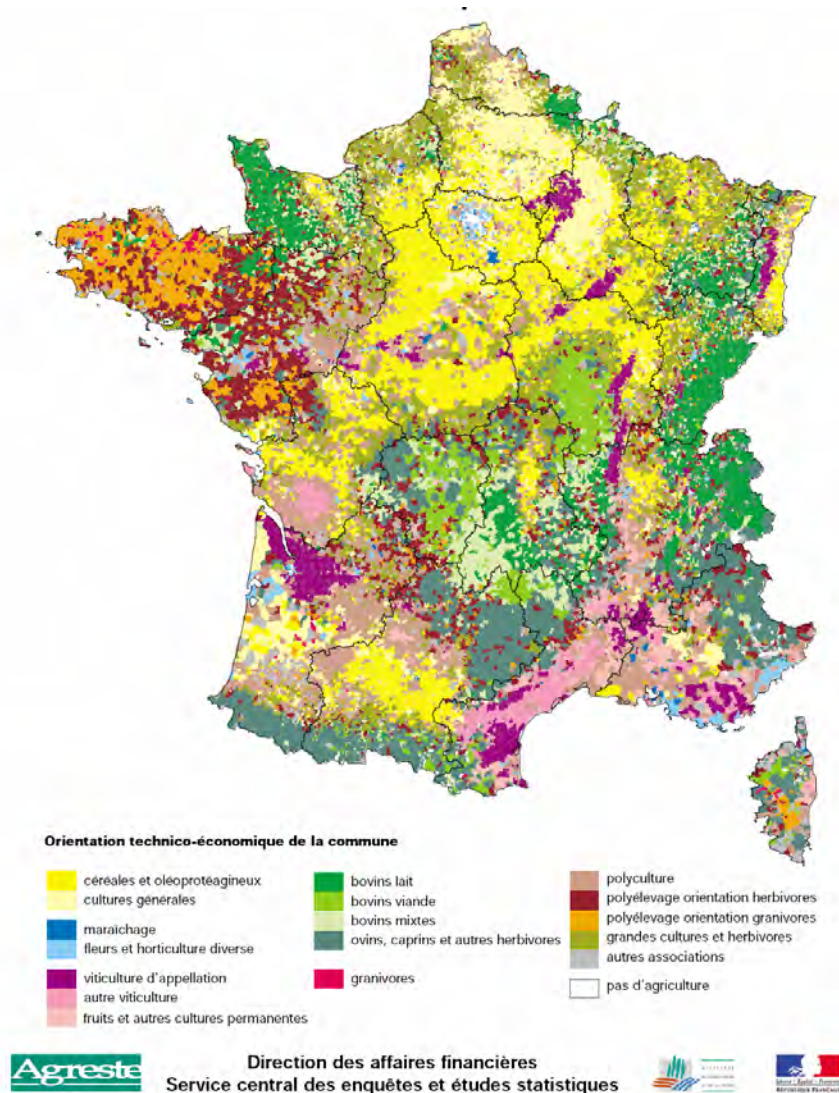 Orientation technico-économique de la commune
céréales et oléoprotéagineux
cultures générales
maraîchage
fleurs et horticulture diverse
viticulture d'appellation
autre viticulture
fruits et autres cultures permanentes
bovins lait
bovins viande
bovins mixtes
ovins, caprins et autres herbivores
granivores
polyculture
polyélevage orientation herbivores
polyélevage orientation granivores
grandes cultures et herbivores
autres associations
pas d'agriculture
Agreste
Direction des affaires financières
Service central des enquêtes et études statistiques